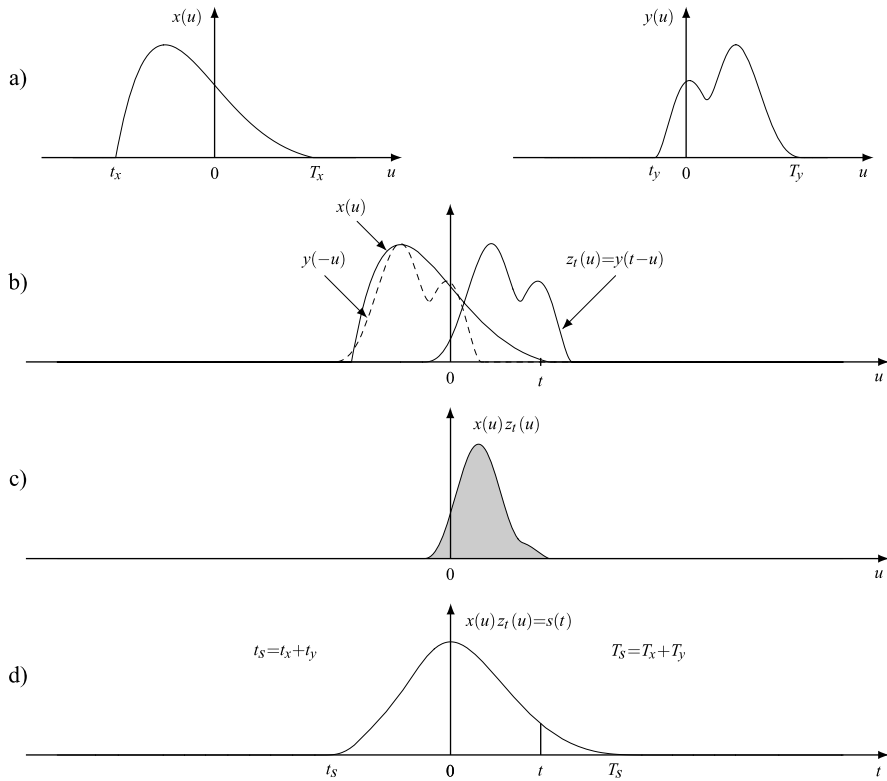 x(u)
y(u)
a)
t_x 0 T_x u
t_y 0 T_y u
x(u)
y(−u)
z_t(u)=y(t−u)
b)
0 t u
x(u) z_t(u)
c)
0 u
x(u) z_t(u)=s(t)
t_s=t_x+t_y
T_s=T_x+T_y
d)
t_s 0 t T_s t